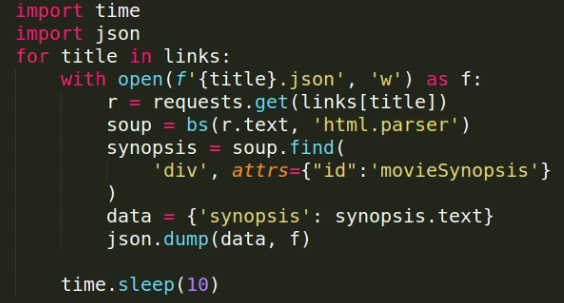 import time
import json
for title in links:
    with open(f'{title}.json', 'w') as f:
        r = requests.get(links[title])
        soup = bs(r.text, 'html.parser')
        synopsis = soup.find(
            'div', attrs={"id":'movieSynopsis'}
        )
        data = {'synopsis': synopsis.text}
        json.dump(data, f)

    time.sleep(10)